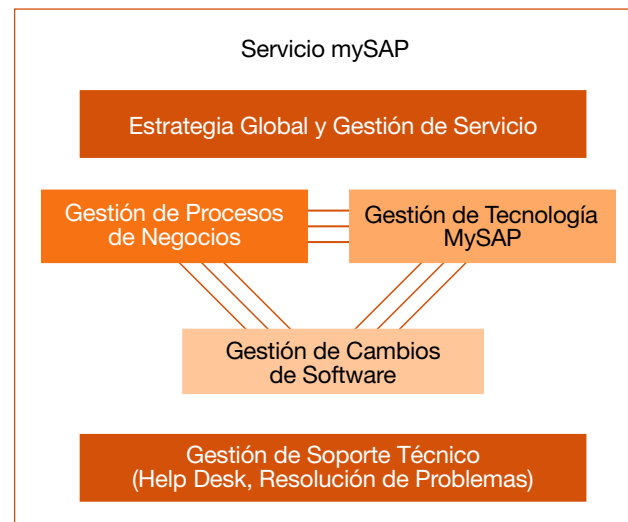 Servicio mySAP
Estrategia Global y Gestión de Servicio
Gestión de Procesos
de Negocios
Gestión de Tecnología
MySAP
Gestión de Cambios
de Software
Gestión de Soporte Técnico
(Help Desk, Resolución de Problemas)